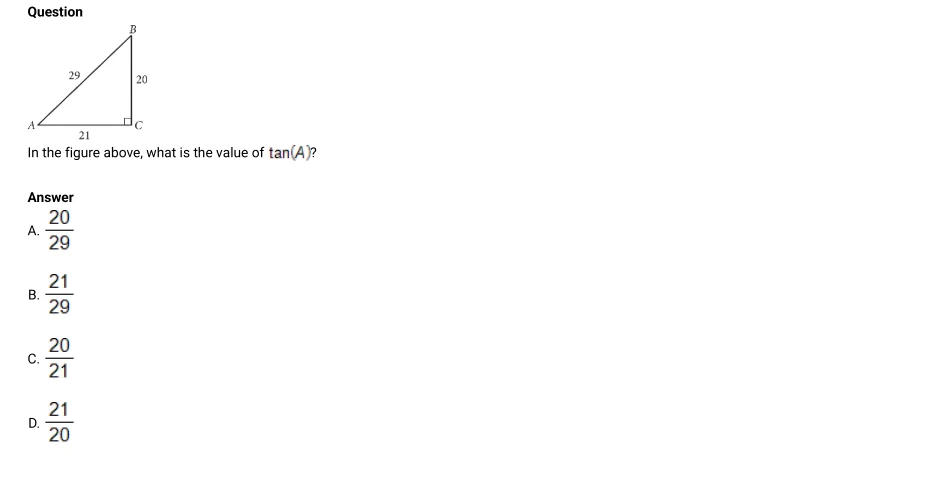 Question
B
29
20
A
C
21
In the figure above, what is the value of tan(A)?
Answer
A. 20/29
B. 21/29
C. 20/21
D. 21/20